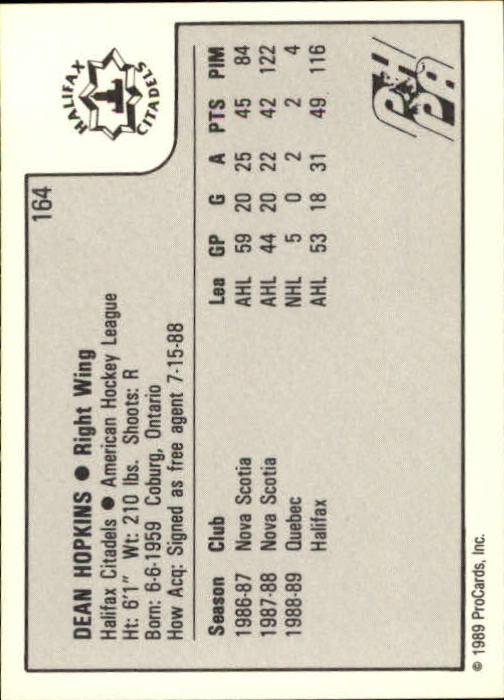 HALIFAX
CITADELS
164
DEAN HOPKINS ● Right Wing
Halifax Citadels ● American Hockey League
Ht: 6'1" Wt: 210 lbs. Shoots: R
Born: 6-6-1959 Coburg, Ontario
How Acq: Signed as free agent 7-15-88
Season Club Lea GP G A PTS PIM
1986-87 Nova Scotia AHL 59 20 25 45 84
1987-88 Nova Scotia AHL 44 20 22 42 122
1988-89 Quebec NHL 5 0 2 2 4
Halifax AHL 53 18 31 49 116
© 1989 ProCards, Inc.